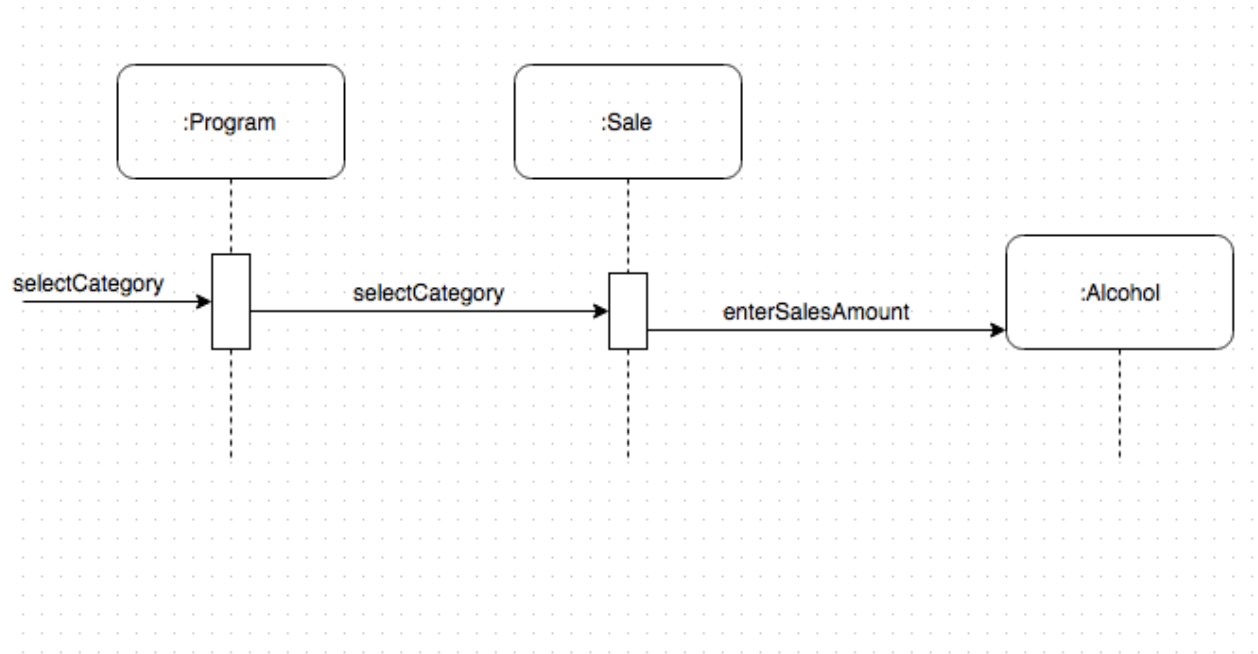 :Program
:Sale
selectCategory
selectCategory
enterSalesAmount
:Alcohol